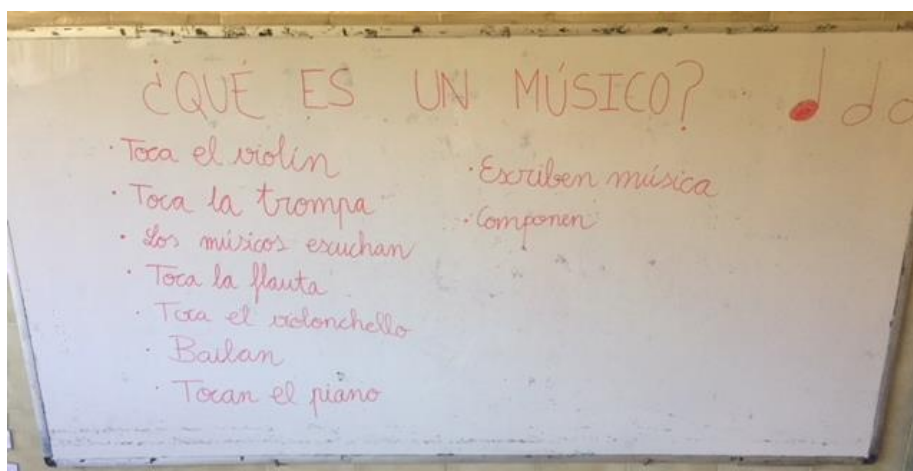 ¿QUÉ ES UN MÚSICO?
· Toca el violín
· Toca la trompa
· Los músicos escuchan
· Toca la flauta
· Toca el violonchello
· Bailan
· Tocan el piano
· Escriben música
· Componen